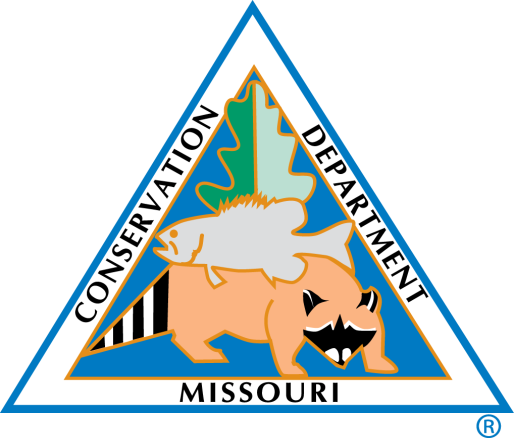 CONSERVATION
DEPARTMENT
MISSOURI
®